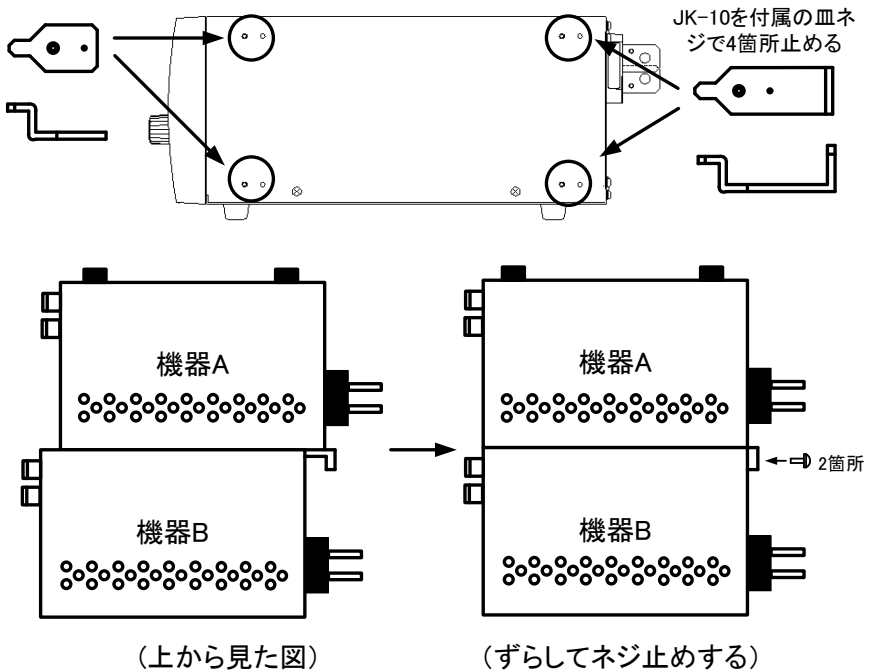 JK-10を付属の皿ネ
ジで4箇所止める
機器A
機器A
2箇所
機器B
機器B
(上から見た図)
(ずらしてネジ止めする)